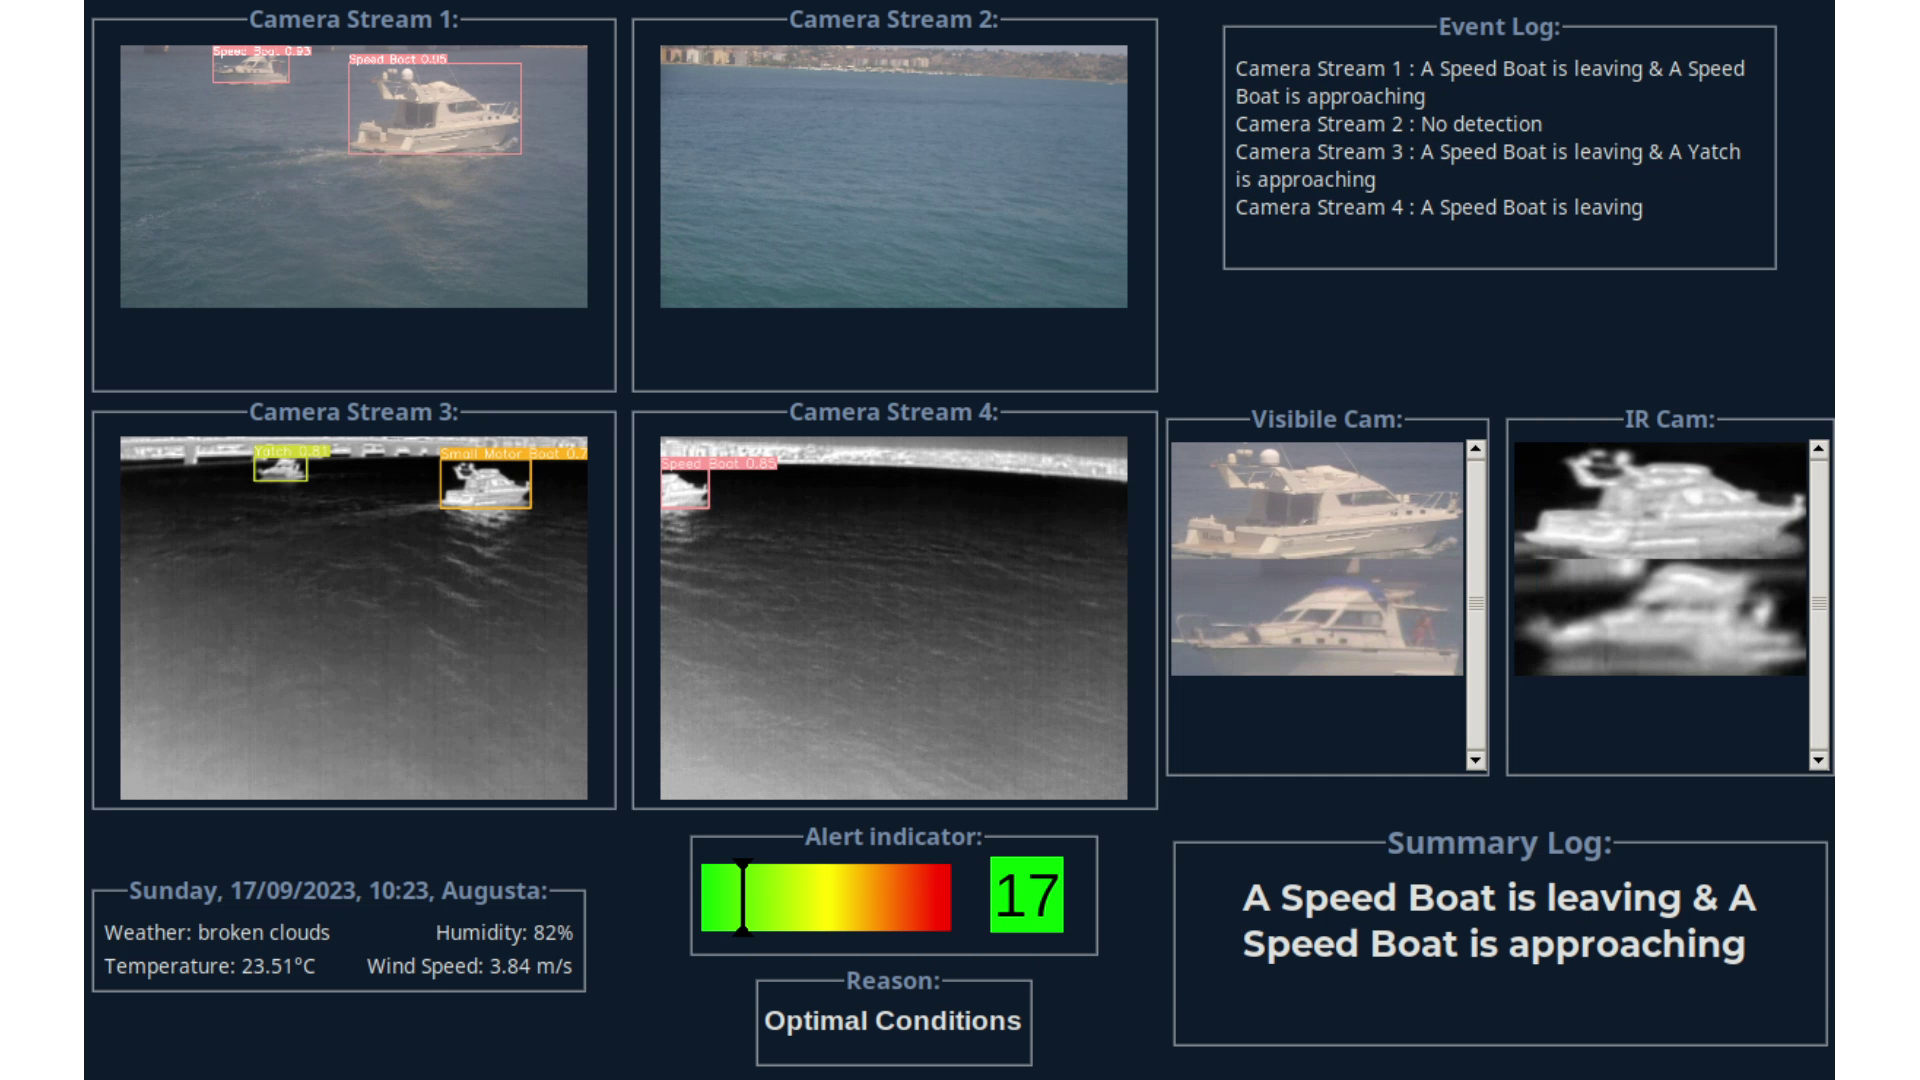 Camera Stream 1:
Speed Boat 0.93
Speed Boat 0.85
Camera Stream 2:
Event Log:
Camera Stream 1 : A Speed Boat is leaving & A Speed
Boat is approaching
Camera Stream 2 : No detection
Camera Stream 3 : A Speed Boat is leaving & A Yatch
is approaching
Camera Stream 4 : A Speed Boat is leaving
Camera Stream 3:
Yatch 0.81
Small Motor Boat 0.7
Camera Stream 4:
Speed Boat 0.85
Visibile Cam:
IR Cam:
Sunday, 17/09/2023, 10:23, Augusta:
Weather: broken clouds Humidity: 82%
Temperature: 23.51°C Wind Speed: 3.84 m/s
Alert indicator:
17
Reason:
Optimal Conditions
Summary Log:
A Speed Boat is leaving & A
Speed Boat is approaching